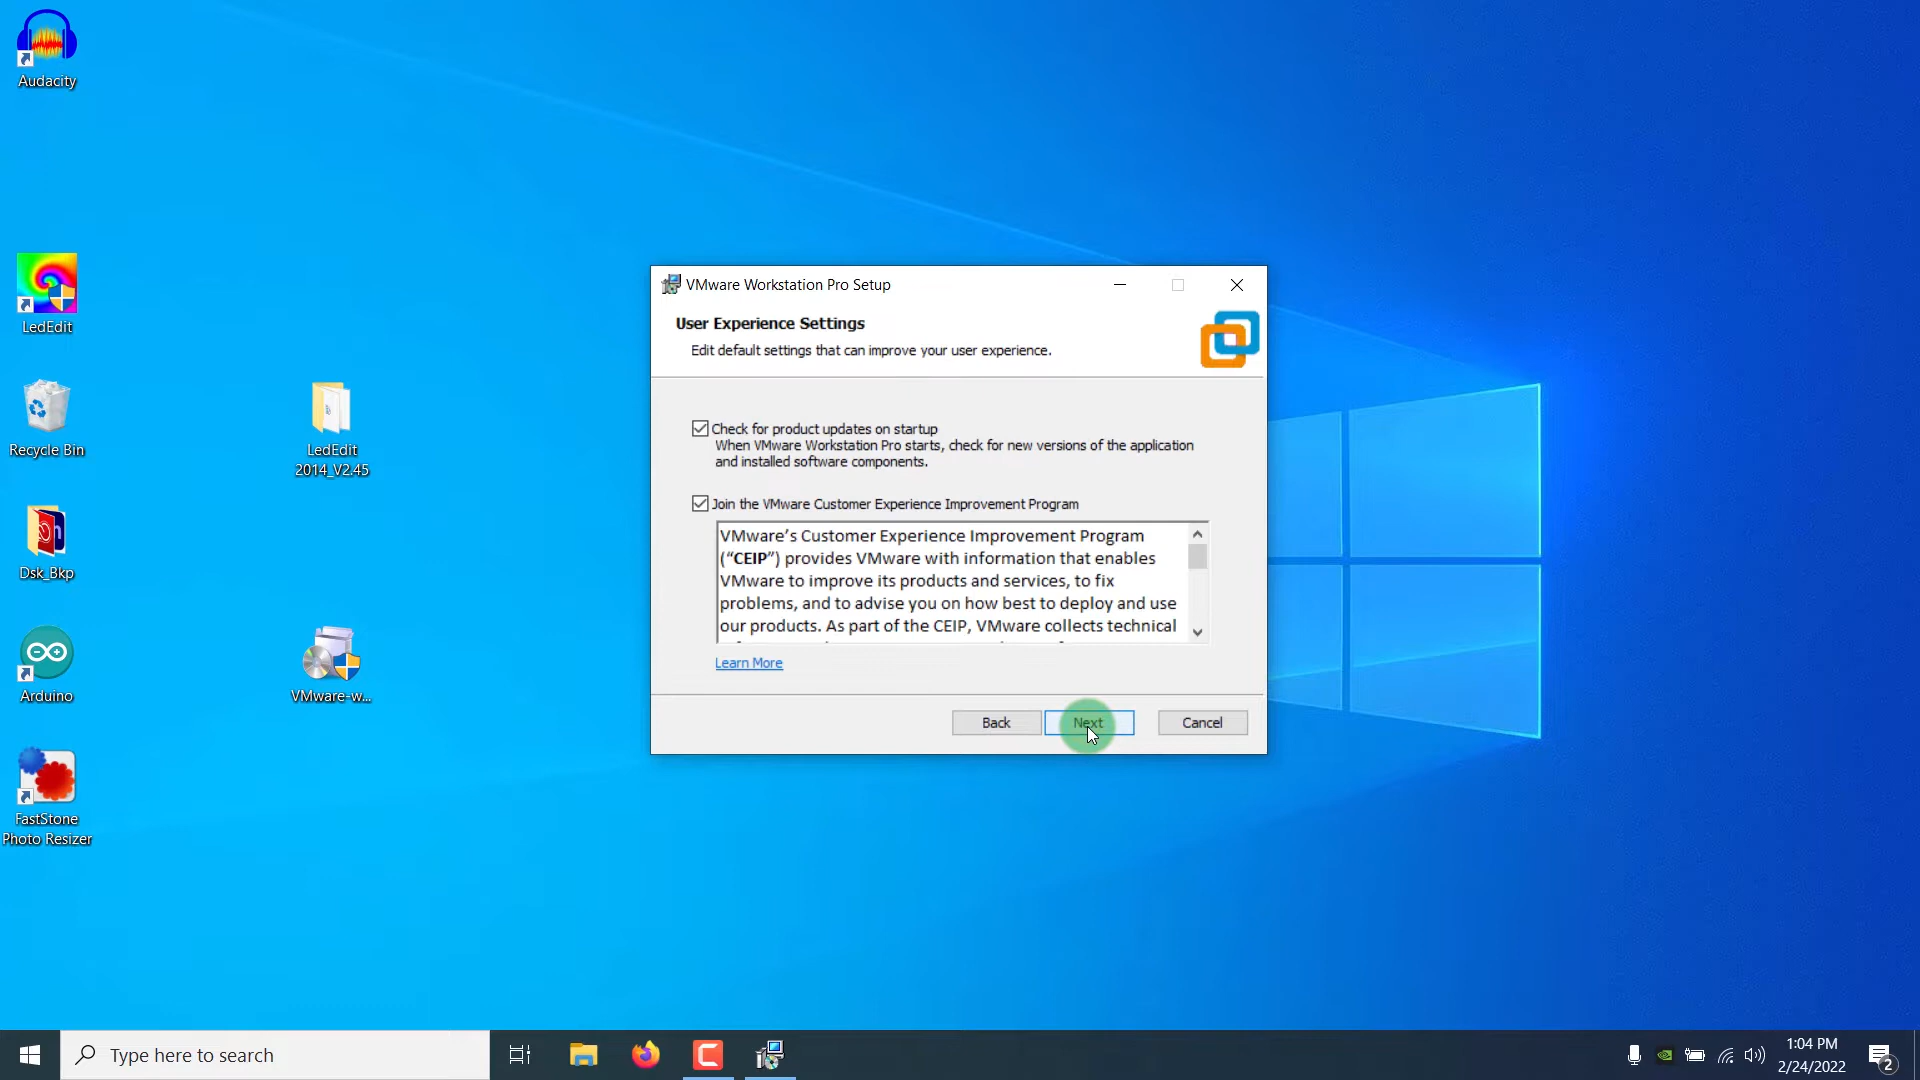 Audacity
LedEdit
Recycle Bin
Dsk_Bkp
Arduino
FastStone
Photo Resizer
LedEdit
2014_V2.45
VMware-w...
VMware Workstation Pro Setup
User Experience Settings
Edit default settings that can improve your user experience.
Check for product updates on startup
When VMware Workstation Pro starts, check for new versions of the application
and installed software components.
Join the VMware Customer Experience Improvement Program
VMware’s Customer Experience Improvement Program
(“CEIP”) provides VMware with information that enables
VMware to improve its products and services, to fix
problems, and to advise you on how best to deploy and use
our products. As part of the CEIP, VMware collects technical
Learn More
Back
Next
Cancel
Type here to search
1:04 PM
2/24/2022
2